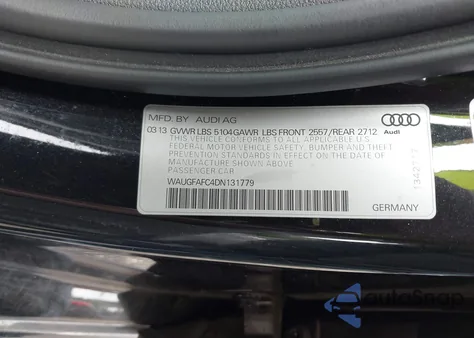 MFD. BY AUDI AG
0313 GVWR LBS 5104 GAWR LBS FRONT 2557/REAR 2712
THIS VEHICLE CONFORMS TO ALL APPLICABLE U.S
FEDERAL MOTOR VEHICLE SAFETY, BUMPER AND THEFT
PREVENTION STANDARDS IN EFFECT ON THE DATE OF
MANUFACTURE SHOWN ABOVE.
PASSENGER CAR
WAUGFAFC4DN131779
Audi
GERMANY
autoSnap